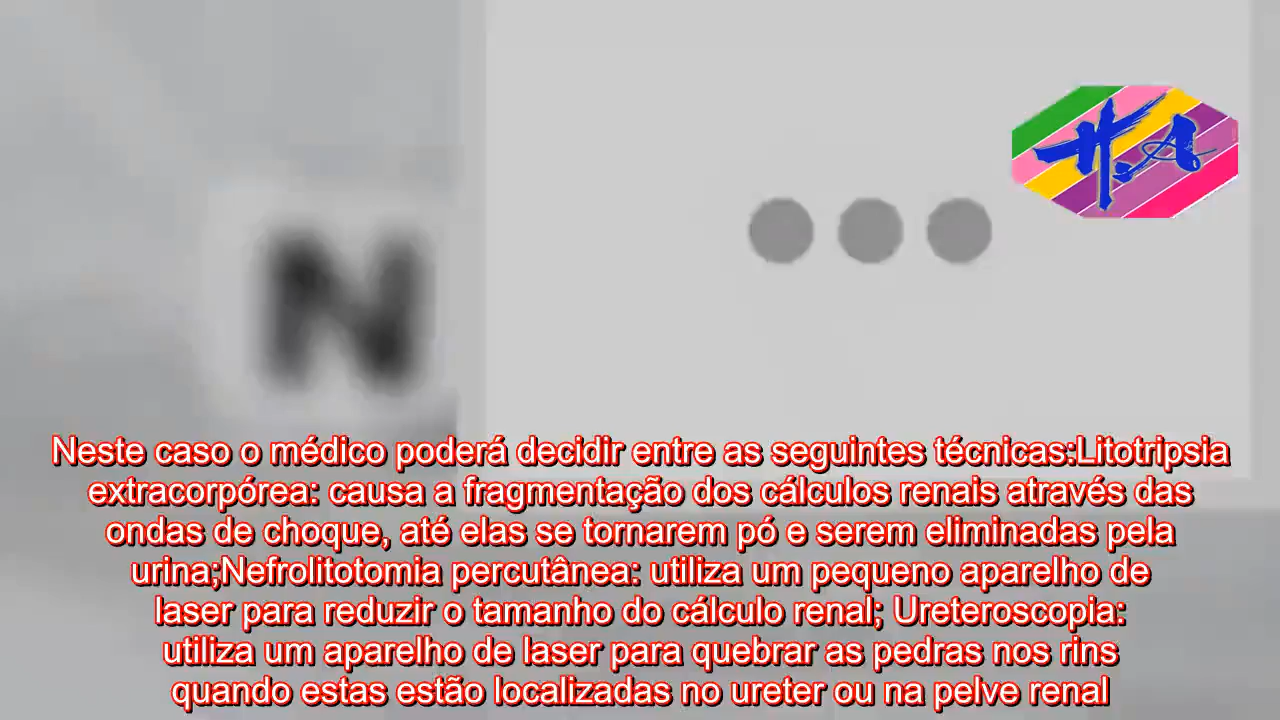 H.A
N
Neste caso o médico poderá decidir entre as seguintes técnicas:Litotripsia
extracorpórea: causa a fragmentação dos cálculos renais através das
ondas de choque, até elas se tornarem pó e serem eliminadas pela
urina;Nefrolitotomia percutânea: utiliza um pequeno aparelho de
laser para reduzir o tamanho do cálculo renal; Ureteroscopia:
utiliza um aparelho de laser para quebrar as pedras nos rins
quando estas estão localizadas no ureter ou na pelve renal